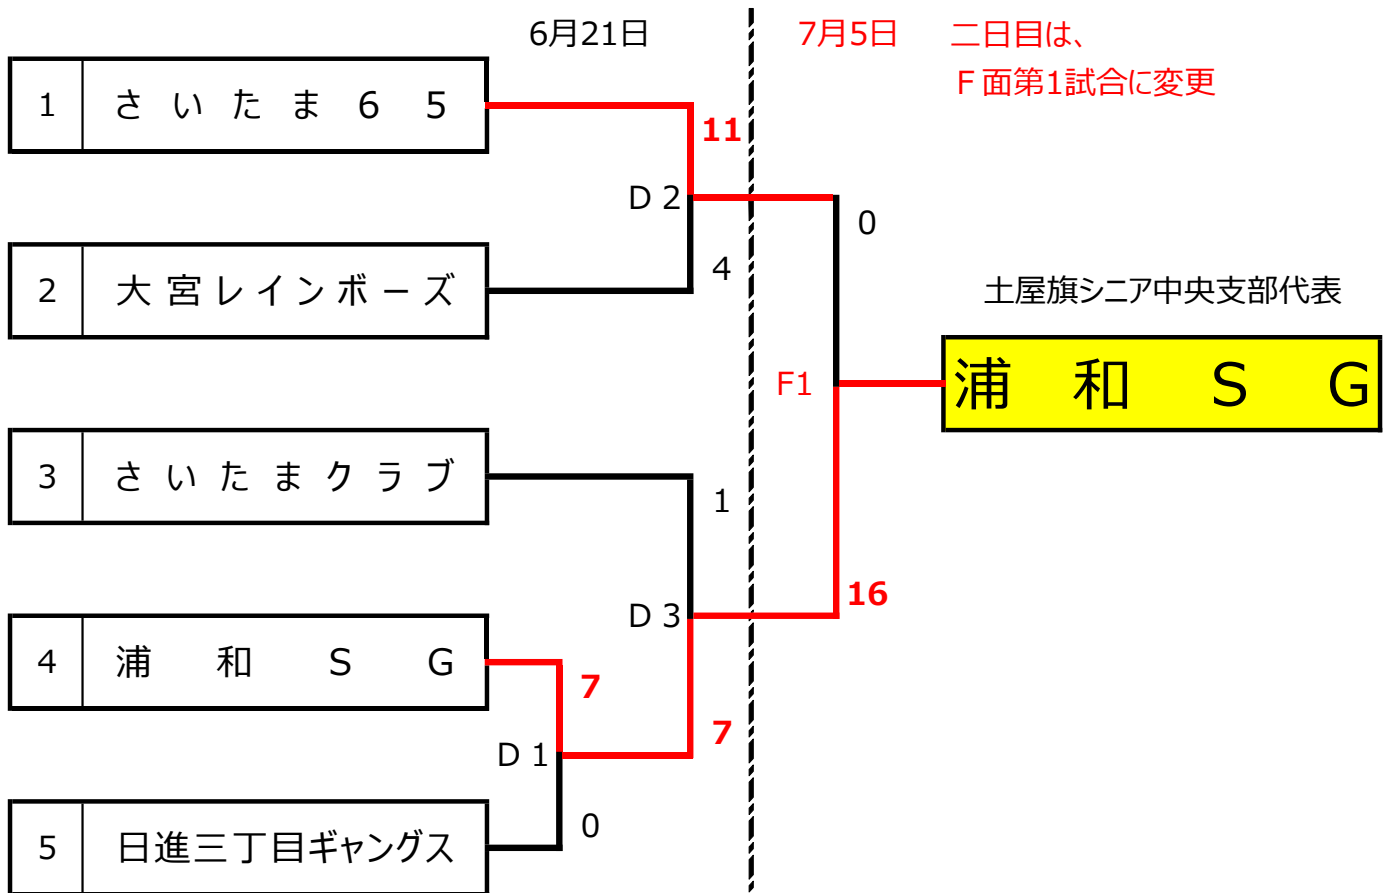 6月21日
7月5日 二日目は、
F面第1試合に変更
1 さいたま65
11
D2
0
4
2 大宮レインボーズ
土屋旗シニア中央支部代表
浦和SG
F1
3 さいたまクラブ
1
16
D3
4 浦和SG
7
7
D1
0
5 日進三丁目ギャングス